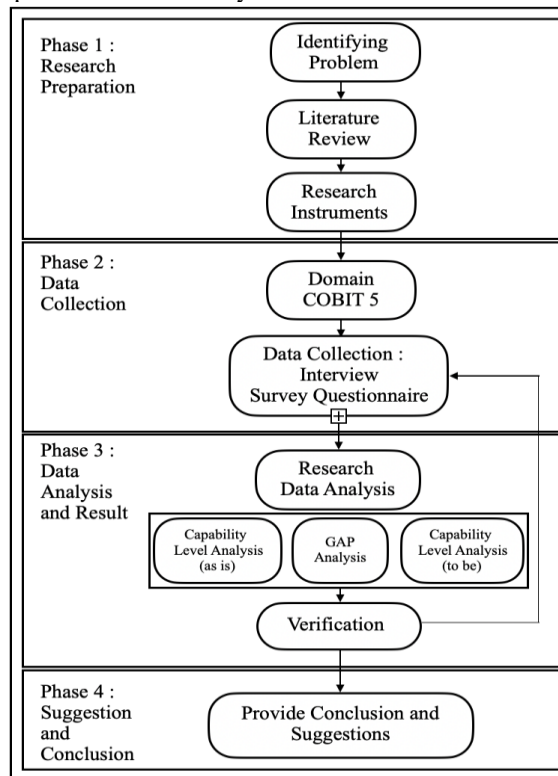 Phase 1 :
Research
Preparation
Identifying
Problem
Literature
Review
Research
Instruments
Phase 2 :
Data
Collection
Domain
COBIT 5
Data Collection :
Interview
Survey Questionnaire
Phase 3 :
Data
Analysis
and Result
Research
Data Analysis
Capability
Level Analysis
(as is)
GAP
Analysis
Capability
Level Analysis
(to be)
Verification
Phase 4 :
Suggestion
and
Conclusion
Provide Conclusion and
Suggestions